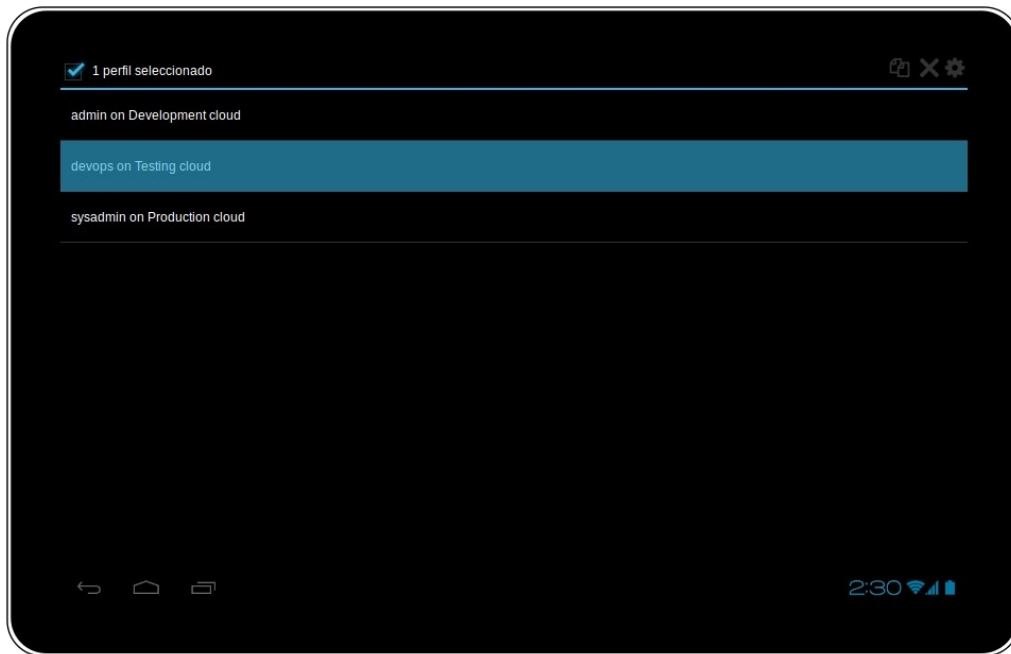 1 perfil seleccionado
admin on Development cloud
devops on Testing cloud
sysadmin on Production cloud
2:30